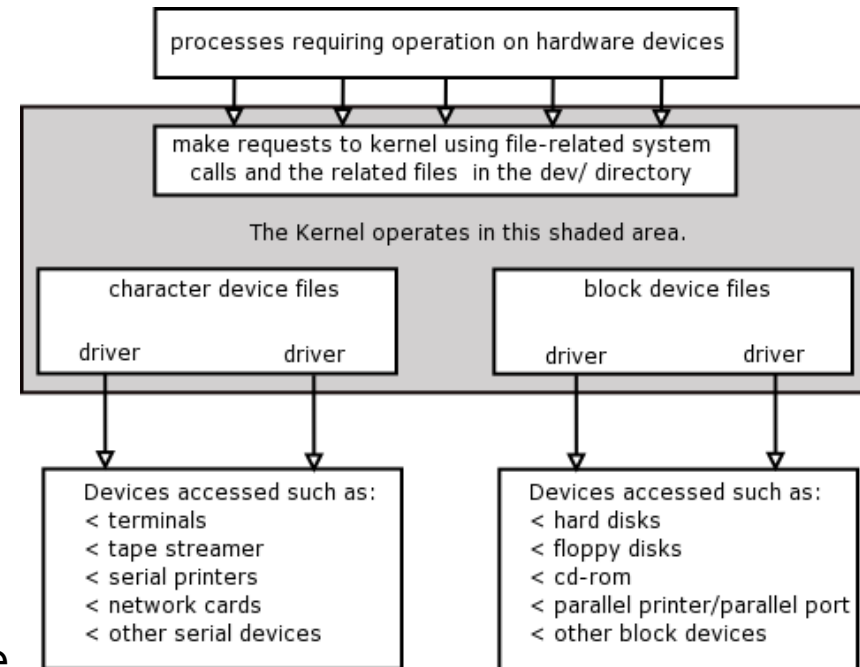 processes requiring operation on hardware devices
make requests to kernel using file-related system
calls and the related files in the dev/ directory
The Kernel operates in this shaded area.
character device files
driver driver
block device files
driver driver
Devices accessed such as:
< terminals
< tape streamer
< serial printers
< network cards
< other serial devices
Devices accessed such as:
< hard disks
< floppy disks
< cd-rom
< parallel printer/parallel port
< other block devices
e